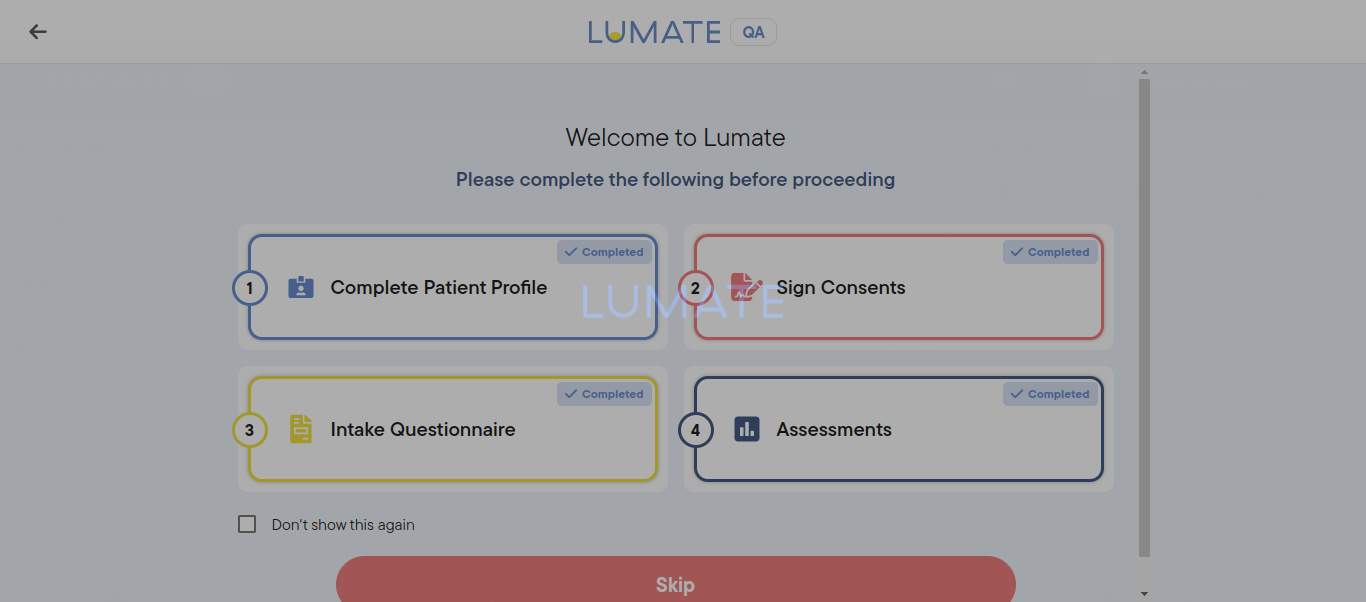 LUMATE QA
Welcome to Lumate
Please complete the following before proceeding
Completed
1 Complete Patient Profile
Completed
2 Sign Consents
LUMATE
Completed
3 Intake Questionnaire
Completed
4 Assessments
Don't show this again
Skip